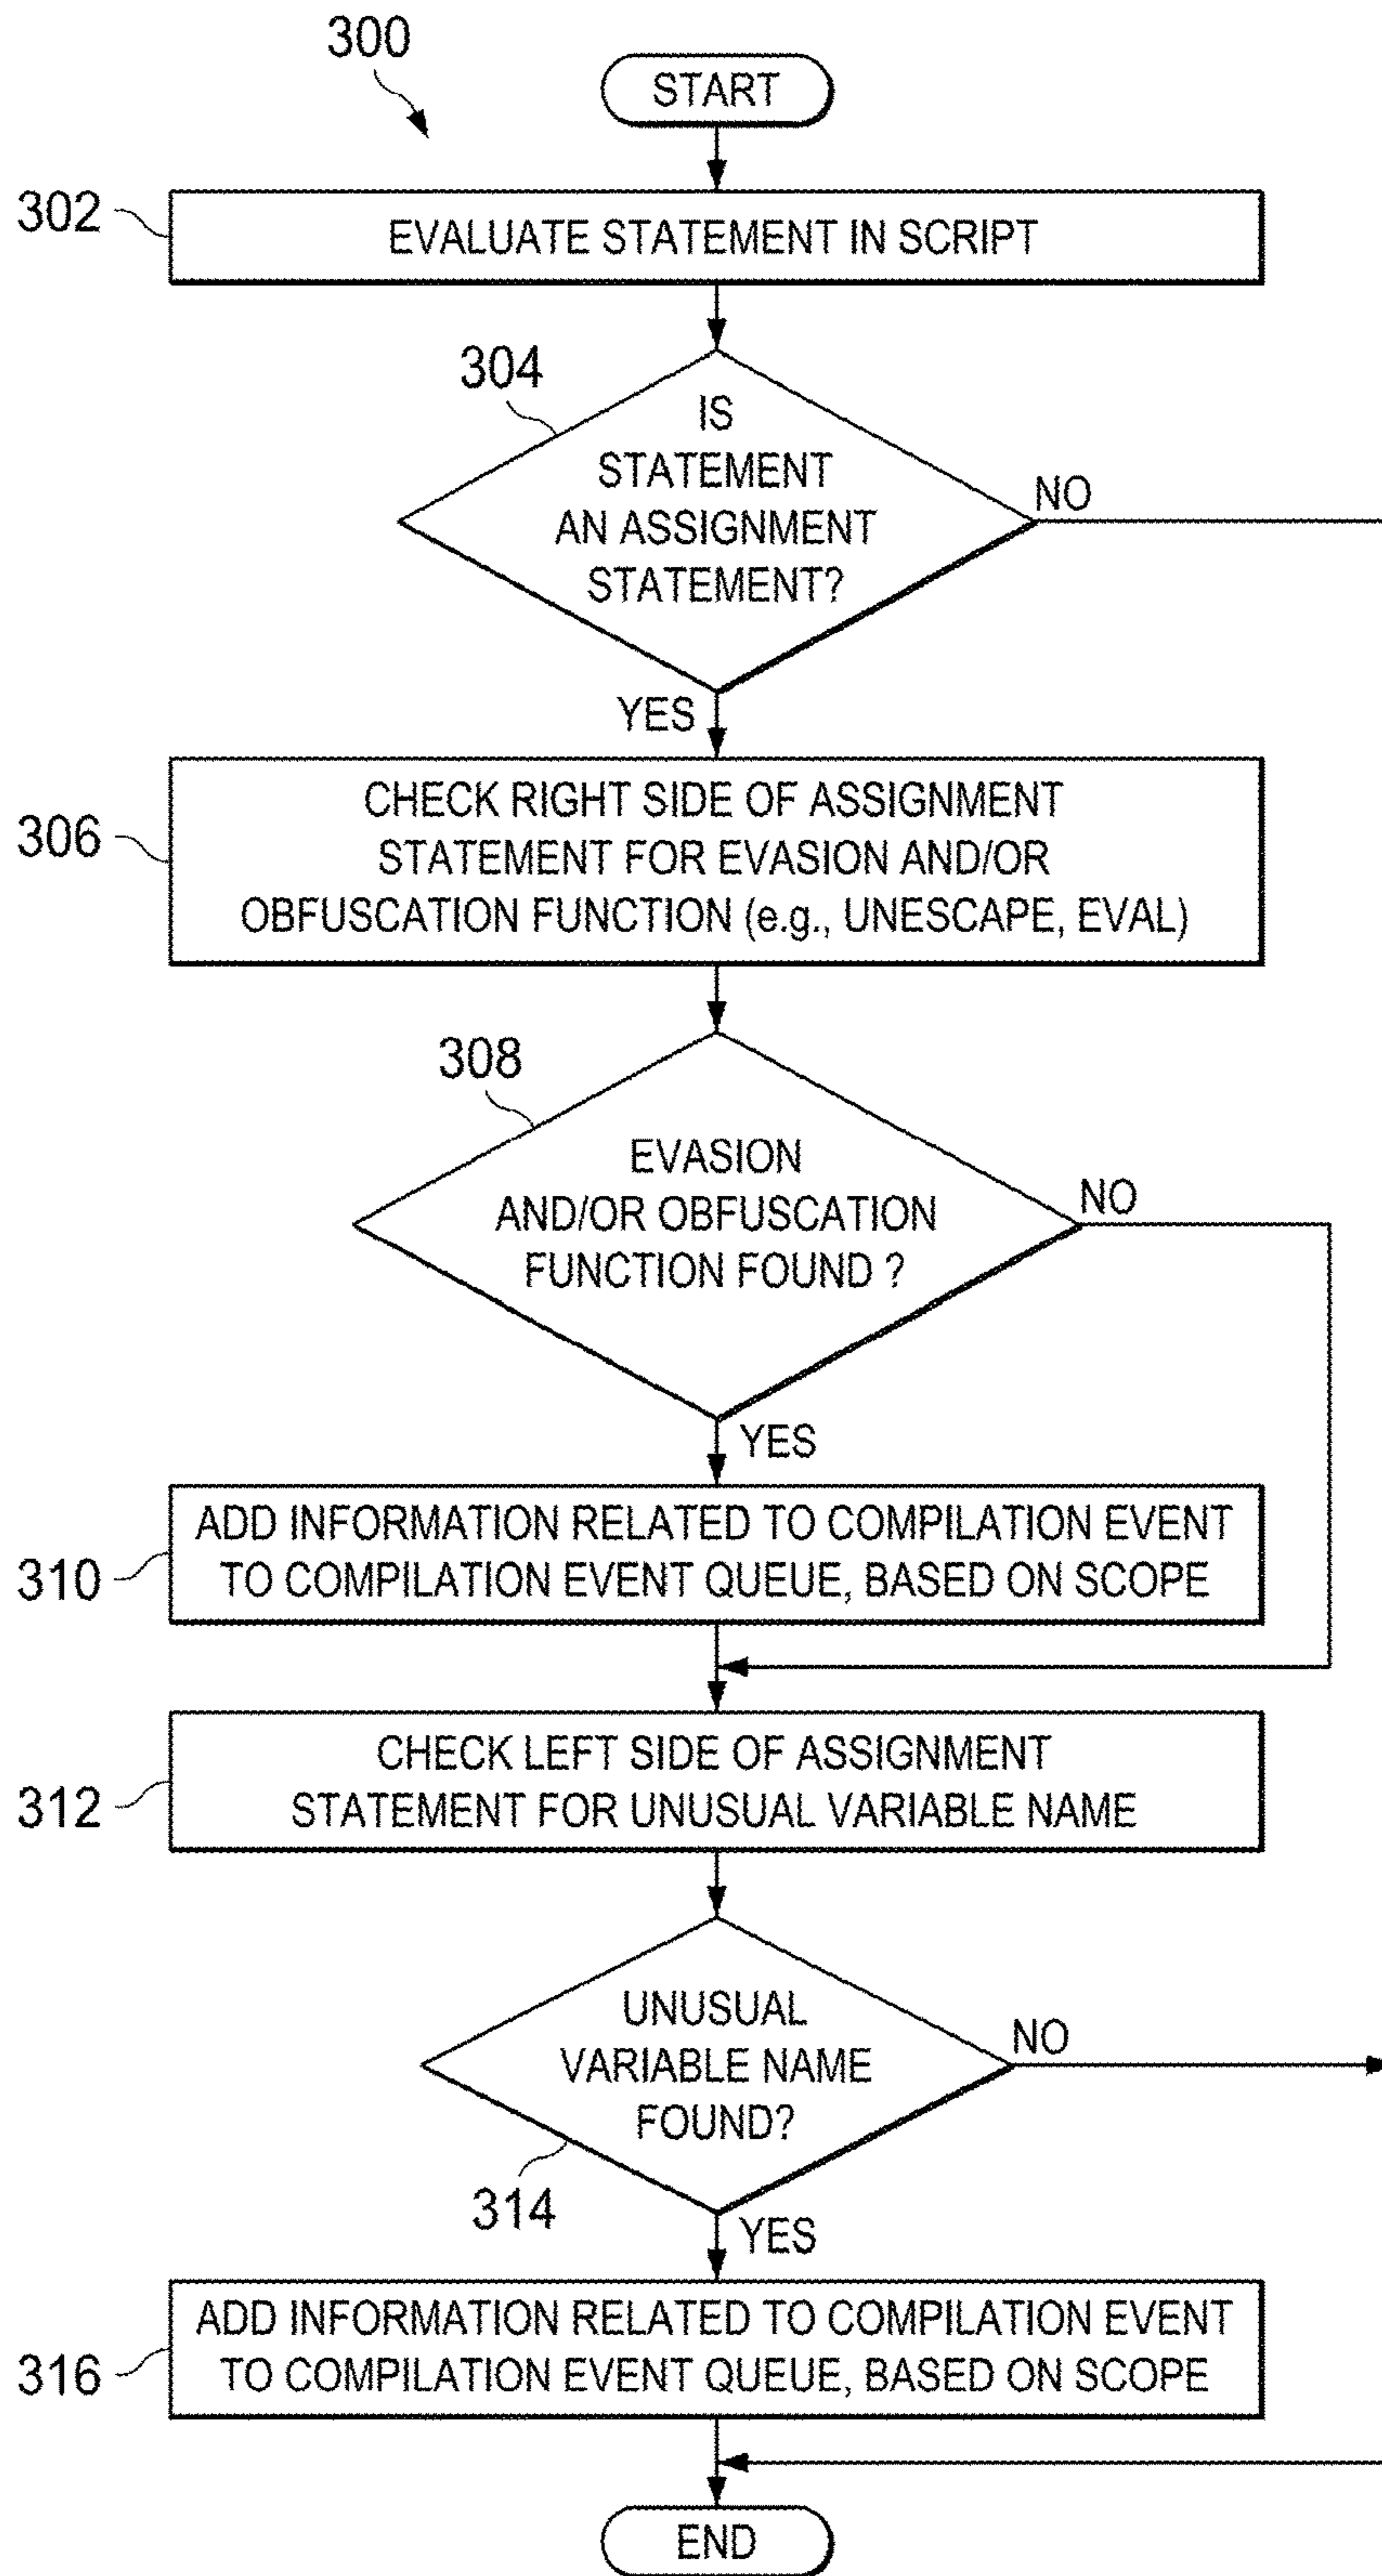 300
START
302
EVALUATE STATEMENT IN SCRIPT
304
IS
STATEMENT
AN ASSIGNMENT
STATEMENT?
NO
YES
306
CHECK RIGHT SIDE OF ASSIGNMENT
STATEMENT FOR EVASION AND/OR
OBFUSCATION FUNCTION (e.g., UNESCAPE, EVAL)
308
EVASION
AND/OR OBFUSCATION
FUNCTION FOUND ?
NO
YES
310
ADD INFORMATION RELATED TO COMPILATION EVENT
TO COMPILATION EVENT QUEUE, BASED ON SCOPE
312
CHECK LEFT SIDE OF ASSIGNMENT
STATEMENT FOR UNUSUAL VARIABLE NAME
UNUSUAL
VARIABLE NAME
FOUND?
NO
314
YES
316
ADD INFORMATION RELATED TO COMPILATION EVENT
TO COMPILATION EVENT QUEUE, BASED ON SCOPE
END